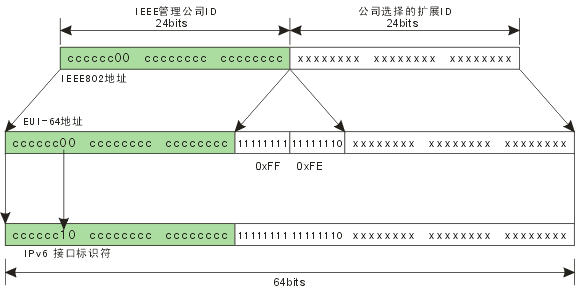 IEEE管理公司ID 公司选择的扩展ID
24bits 24bits
cccccc00 cccccccc cccccccc xxxxxxxx xxxxxxxx xxxxxxxx
IEEE802地址
EUI-64地址
cccccc00 cccccccc cccccccc 11111111 11111110 xxxxxxxx xxxxxxxx xxxxxxxx
0xFF 0xFE
cccccc10 cccccccc cccccccc 11111111 11111110 xxxxxxxx xxxxxxxx xxxxxxxx
IPv6 接口标识符
64bits